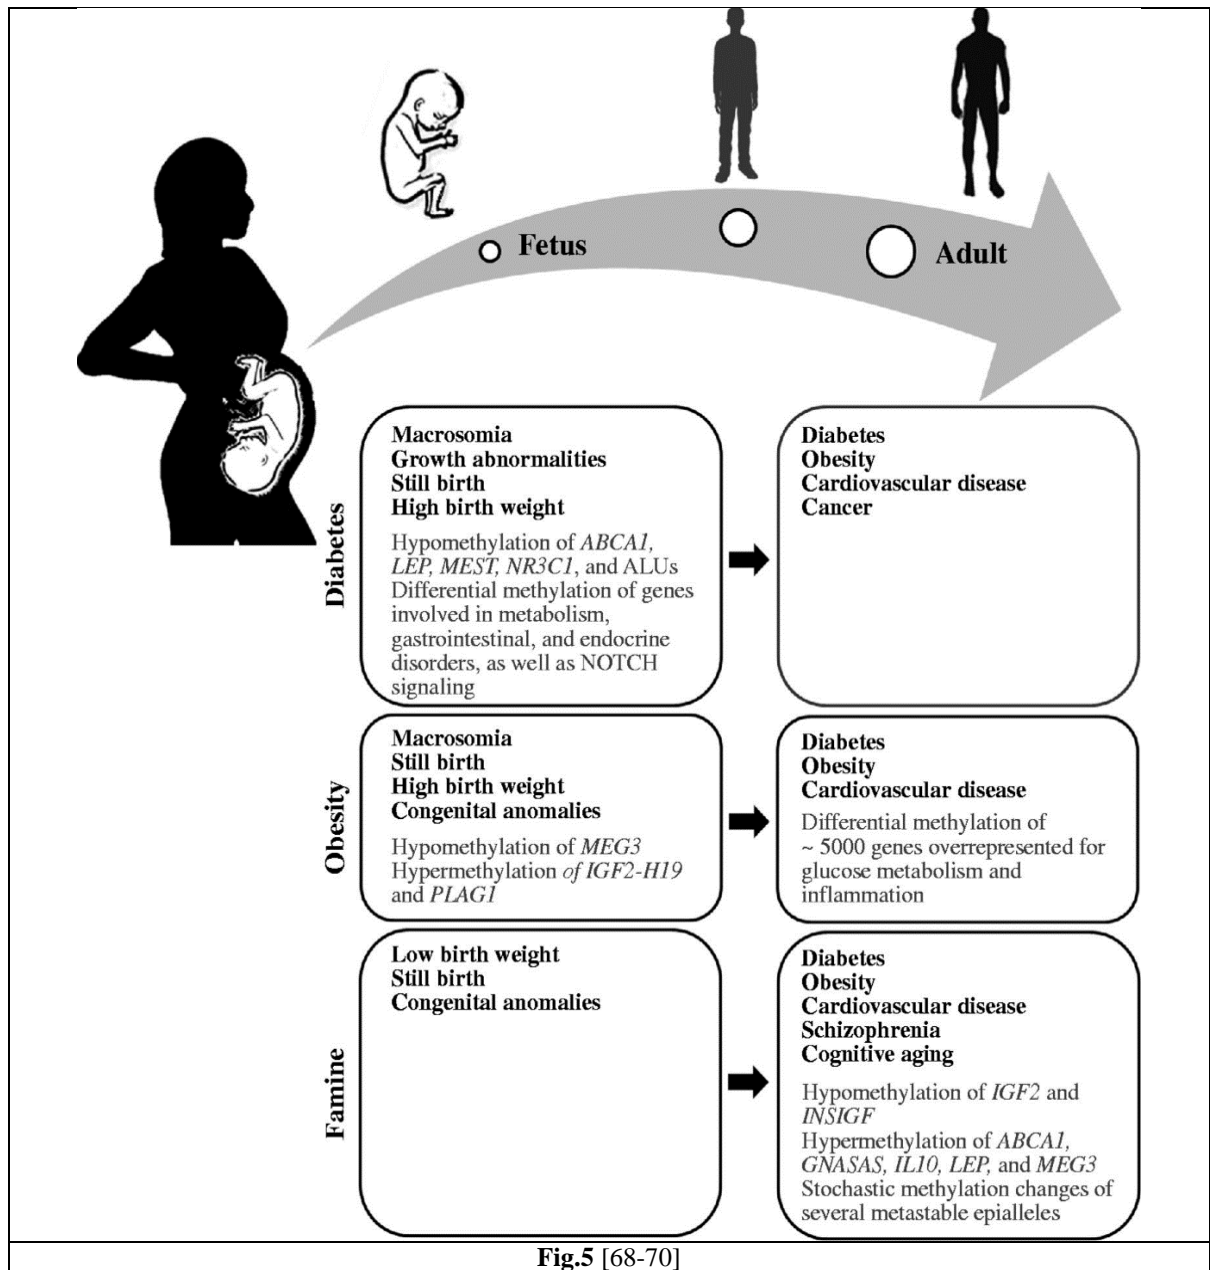 Fetus
Adult
Diabetes
Macrosomia
Growth abnormalities
Still birth
High birth weight
Hypomethylation of ABCA1,
LEP, MEST, NR3C1, and ALUs
Differential methylation of genes
involved in metabolism,
gastrointestinal, and endocrine
disorders, as well as NOTCH
signaling
Diabetes
Obesity
Cardiovascular disease
Cancer
Obesity
Macrosomia
Still birth
High birth weight
Congenital anomalies
Hypomethylation of MEG3
Hypermethylation of IGF2-H19
and PLAG1
Diabetes
Obesity
Cardiovascular disease
Differential methylation of
~ 5000 genes overrepresented for
glucose metabolism and
inflammation
Famine
Low birth weight
Still birth
Congenital anomalies
Diabetes
Obesity
Cardiovascular disease
Schizophrenia
Cognitive aging
Hypomethylation of IGF2 and
INSIGF
Hypermethylation of ABCA1,
GNASAS, IL10, LEP, and MEG3
Stochastic methylation changes of
several metastable epialleles
Fig.5 [68-70]